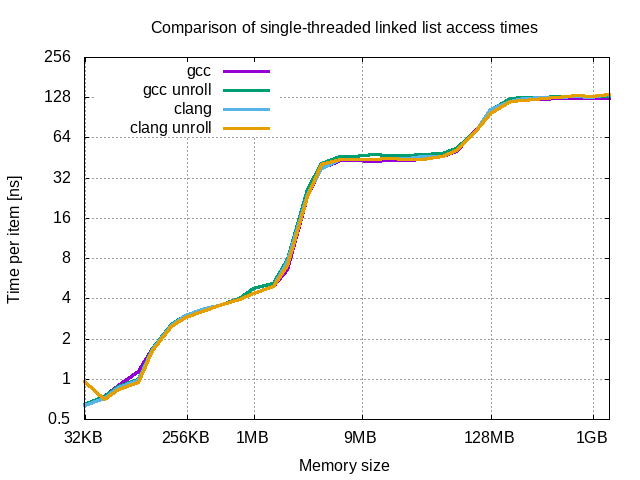 Comparison of single-threaded linked list access times
gcc
gcc unroll
clang
clang unroll
Time per item [ns]
256
128
64
32
16
8
4
2
1
0.5
32KB 256KB 1MB 9MB 128MB 1GB
Memory size